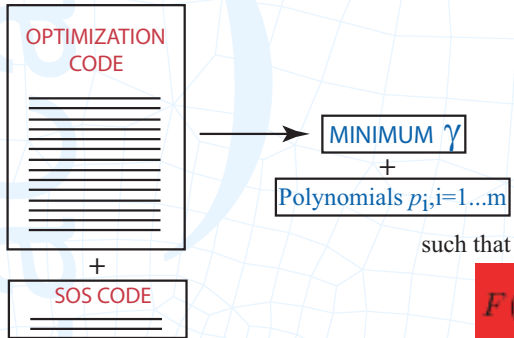 OPTIMIZATION
CODE
MINIMUM γ
+
Polynomials pi,i=1...m
such that
+
SOS CODE
F(